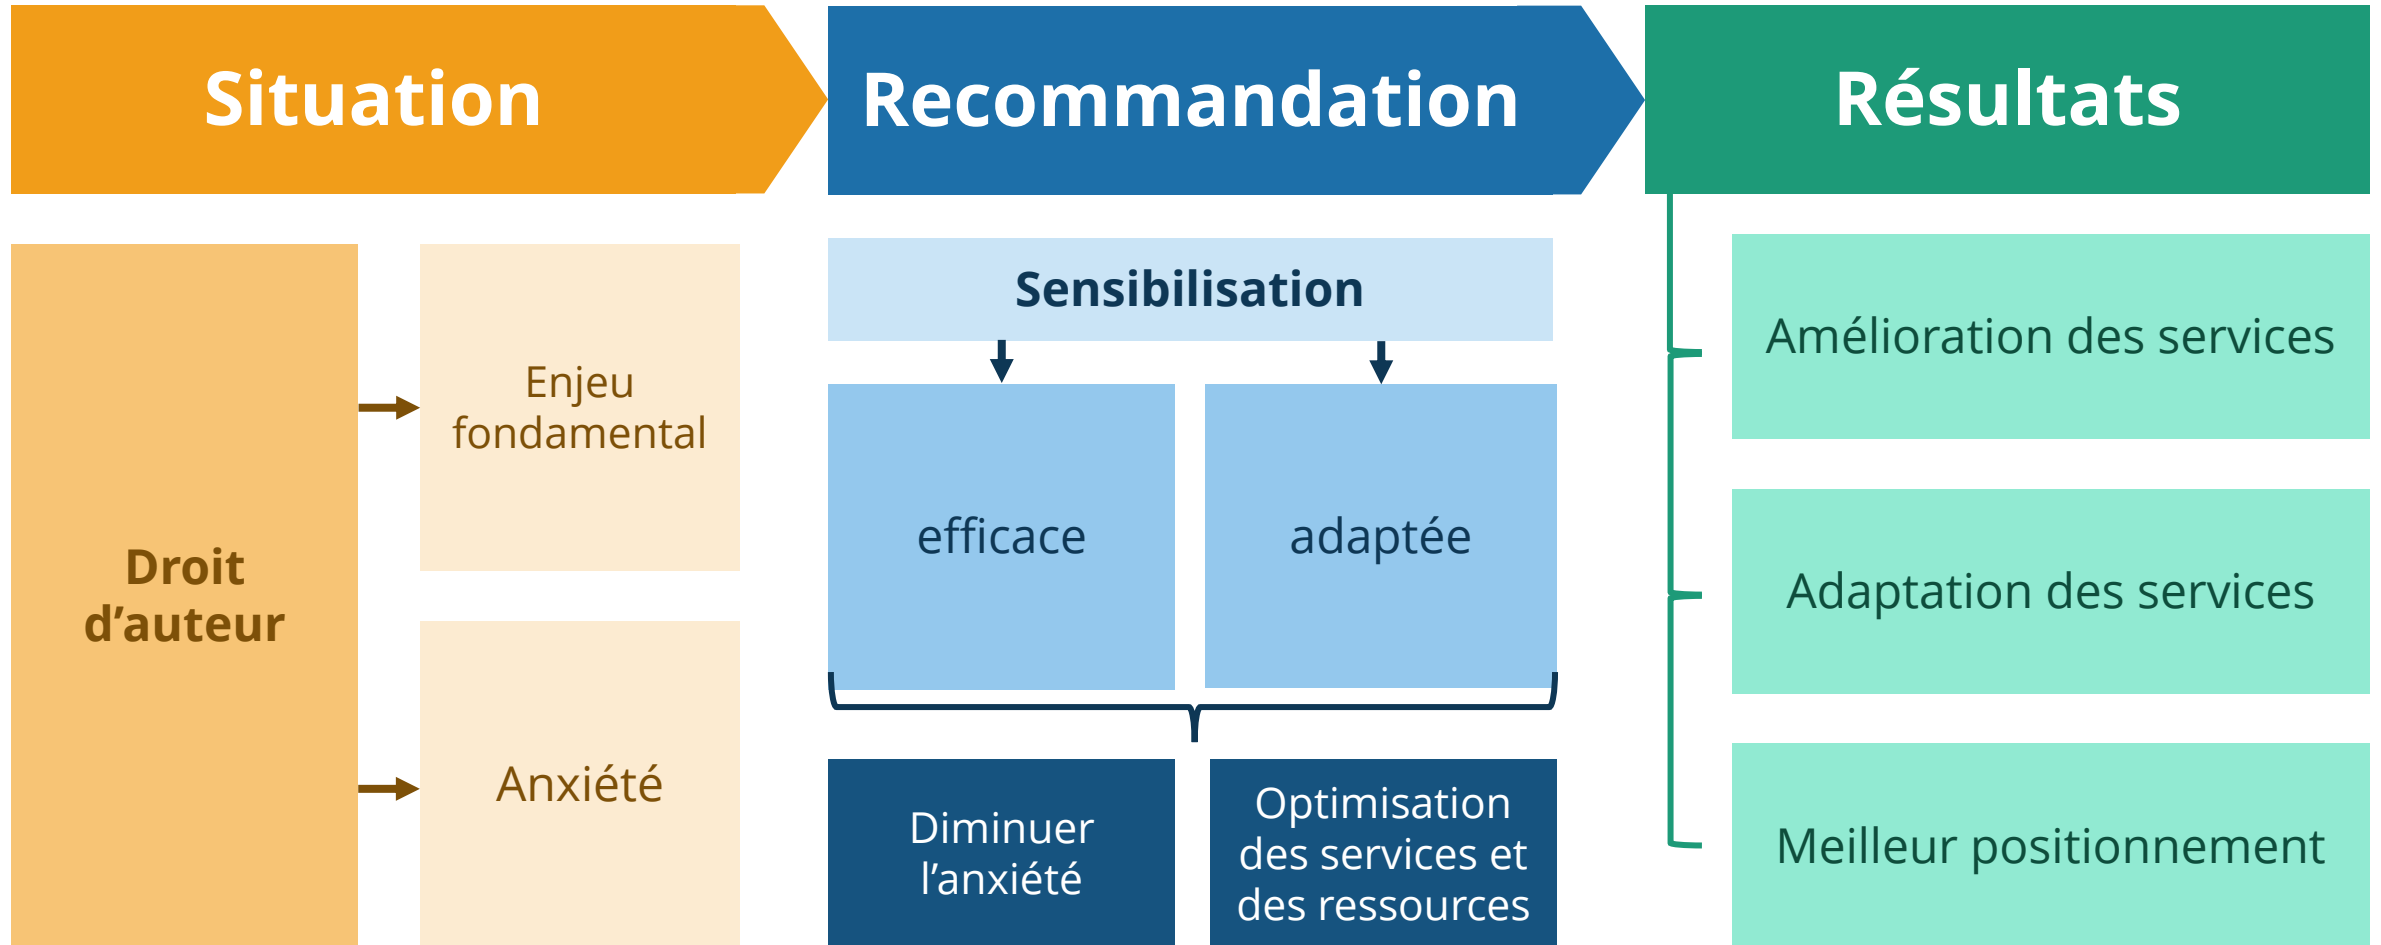 Situation
Recommandation
Résultats
Droit
d’auteur
Enjeu
fondamental
Anxiété
Sensibilisation
efficace
adaptée
Diminuer
l’anxiété
Optimisation
des services et
des ressources
Amélioration des services
Adaptation des services
Meilleur positionnement